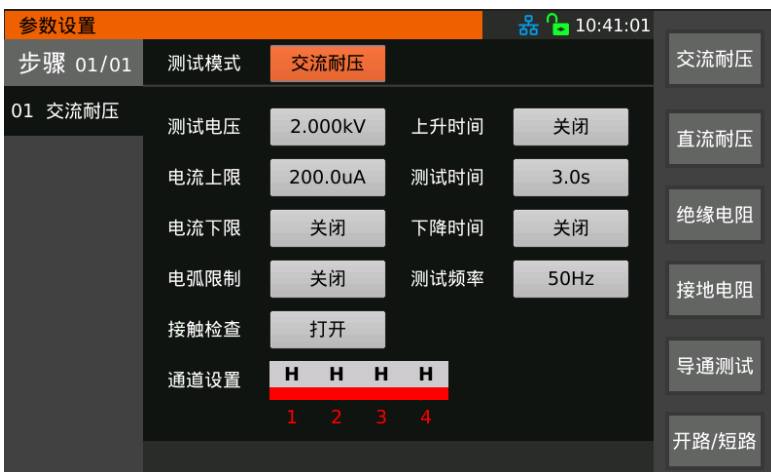 参数设置 10:41:01
步骤 01/01 测试模式 交流耐压
01 交流耐压
测试电压 2.000kV 上升时间 关闭
电流上限 200.0uA 测试时间 3.0s
电流下限 关闭 下降时间 关闭
电弧限制 关闭 测试频率 50Hz
接触检查 打开
通道设置 H H H H
1 2 3 4
交流耐压
直流耐压
绝缘电阻
接地电阻
导通测试
开路/短路